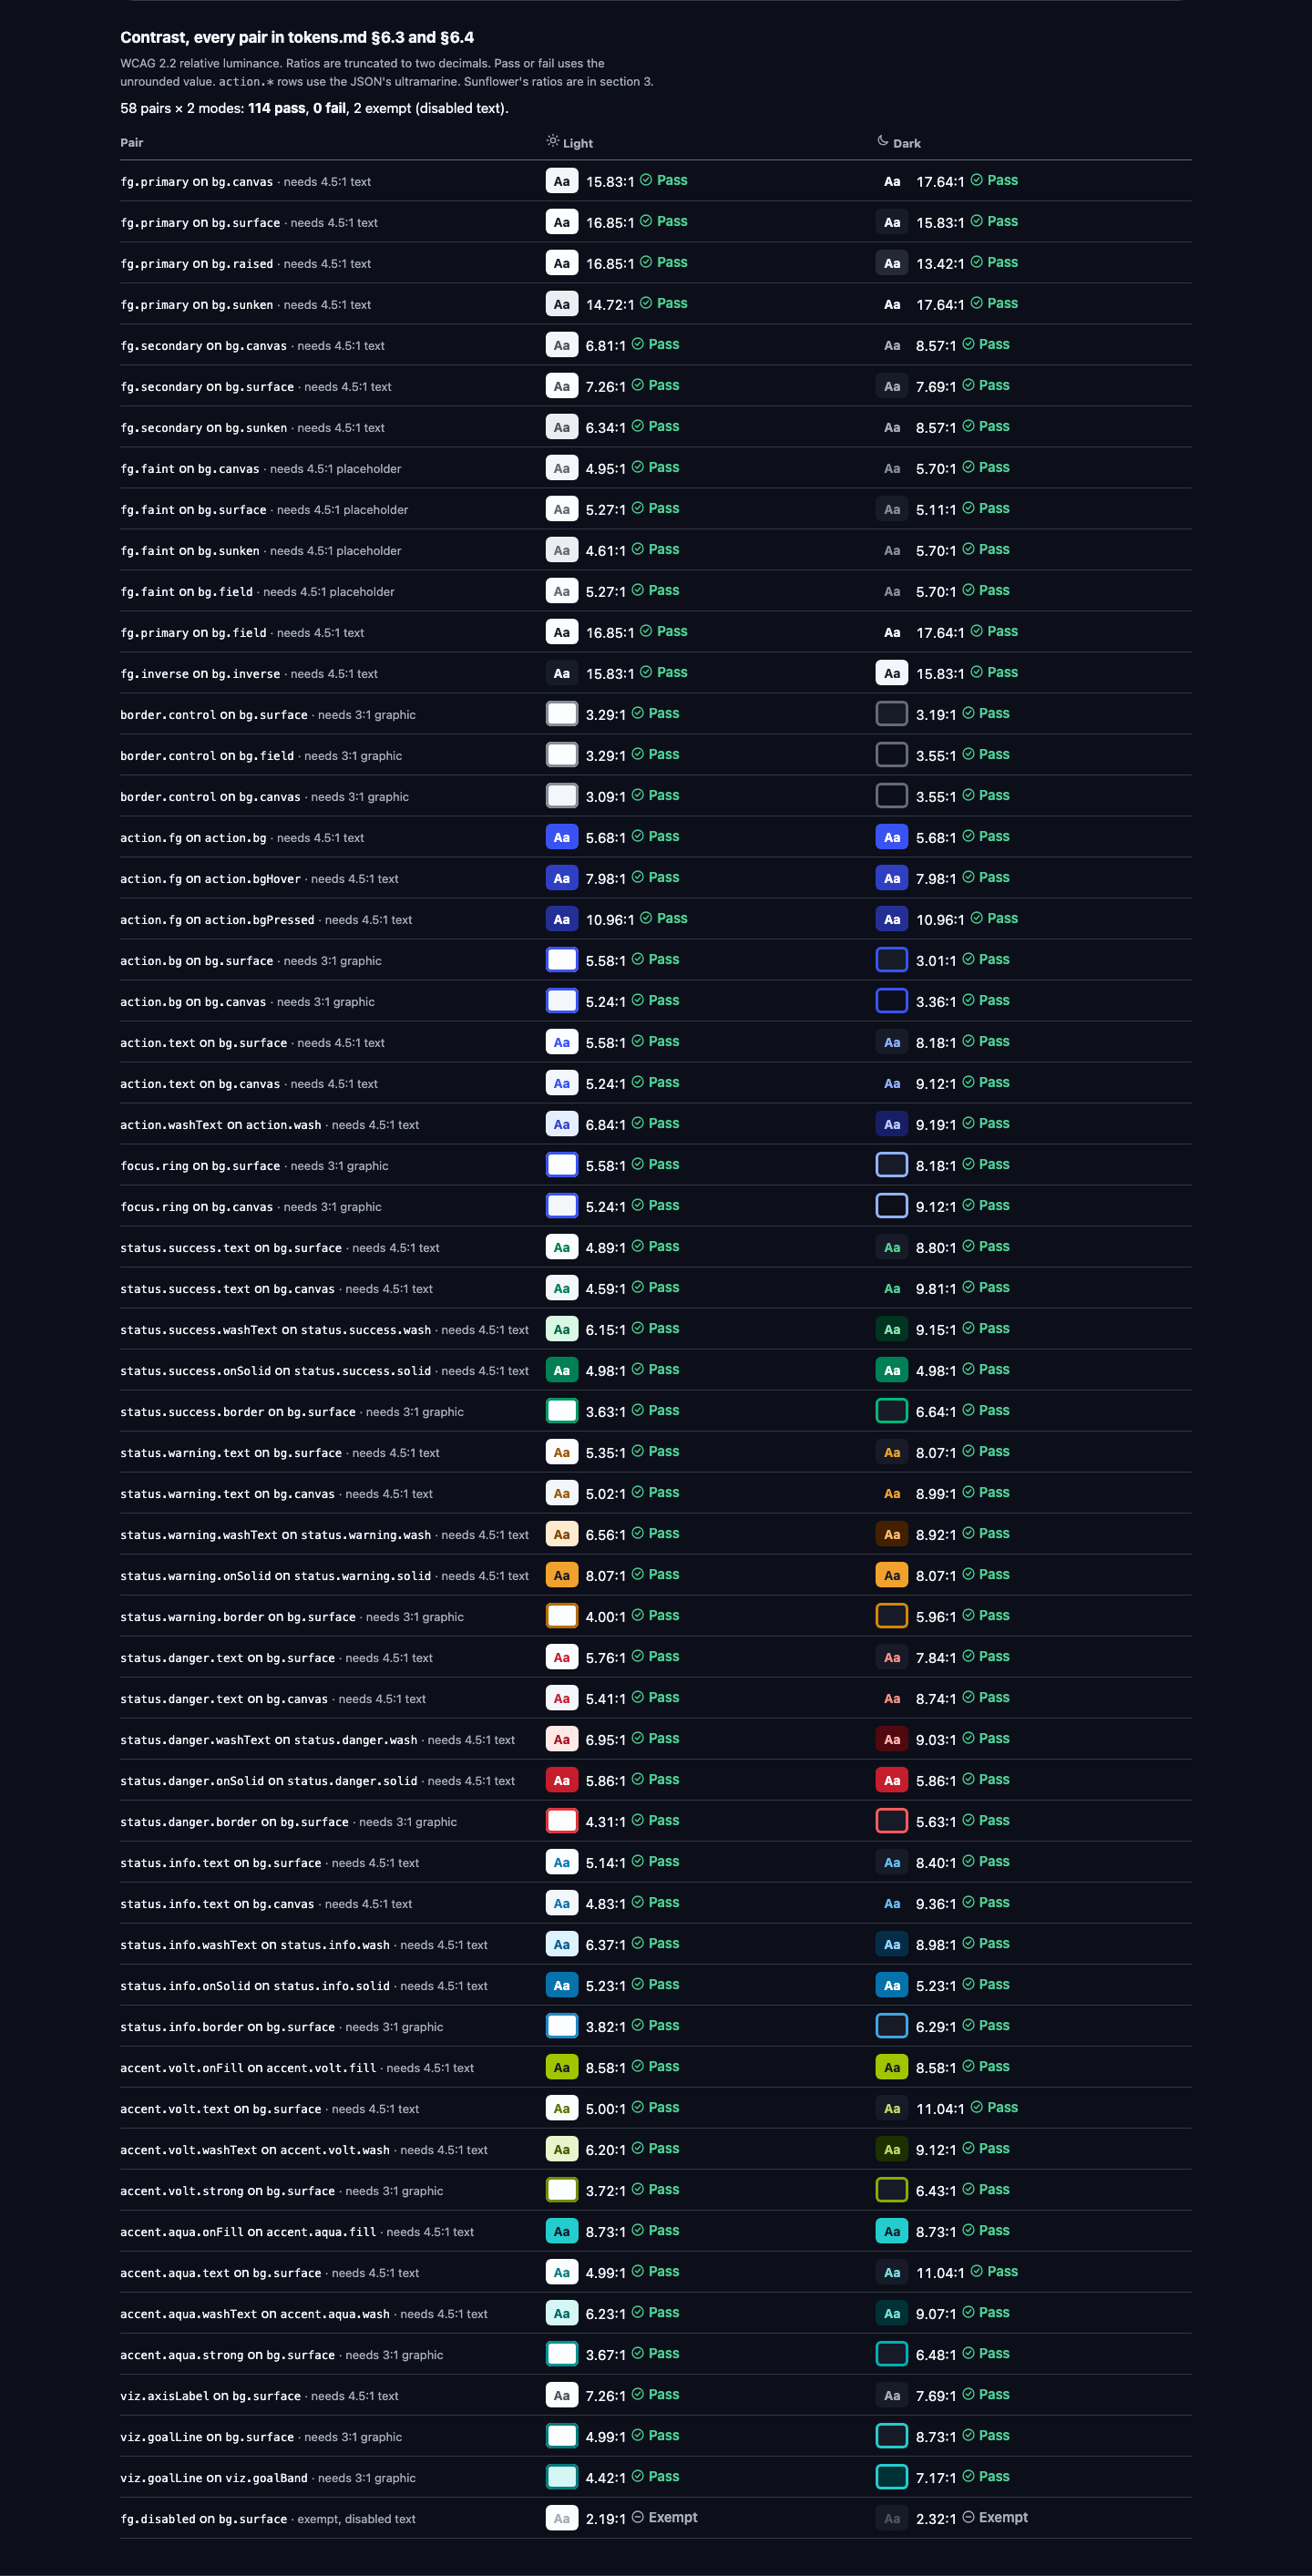 Contrast, every pair in tokens.md §6.3 and §6.4
WCAG 2.2 relative luminance. Ratios are truncated to two decimals. Pass or fail uses the
unrounded value. action.* rows use the JSON's ultramarine. Sunflower's ratios are in section 3.
58 pairs × 2 modes: 114 pass, 0 fail, 2 exempt (disabled text).
Pair Light Dark
fg.primary on bg.canvas · needs 4.5:1 text Aa 15.83:1 Pass Aa 17.64:1 Pass
fg.primary on bg.surface · needs 4.5:1 text Aa 16.85:1 Pass Aa 15.83:1 Pass
fg.primary on bg.raised · needs 4.5:1 text Aa 16.85:1 Pass Aa 13.42:1 Pass
fg.primary on bg.sunken · needs 4.5:1 text Aa 14.72:1 Pass Aa 17.64:1 Pass
fg.secondary on bg.canvas · needs 4.5:1 text Aa 6.81:1 Pass Aa 8.57:1 Pass
fg.secondary on bg.surface · needs 4.5:1 text Aa 7.26:1 Pass Aa 7.69:1 Pass
fg.secondary on bg.sunken · needs 4.5:1 text Aa 6.34:1 Pass Aa 8.57:1 Pass
fg.faint on bg.canvas · needs 4.5:1 placeholder Aa 4.95:1 Pass Aa 5.70:1 Pass
fg.faint on bg.surface · needs 4.5:1 placeholder Aa 5.27:1 Pass Aa 5.11:1 Pass
fg.faint on bg.sunken · needs 4.5:1 placeholder Aa 4.61:1 Pass Aa 5.70:1 Pass
fg.faint on bg.field · needs 4.5:1 placeholder Aa 5.27:1 Pass Aa 5.70:1 Pass
fg.primary on bg.field · needs 4.5:1 text Aa 16.85:1 Pass Aa 17.64:1 Pass
fg.inverse on bg.inverse · needs 4.5:1 text Aa 15.83:1 Pass Aa 15.83:1 Pass
border.control on bg.surface · needs 3:1 graphic 3.29:1 Pass 3.19:1 Pass
border.control on bg.field · needs 3:1 graphic 3.29:1 Pass 3.55:1 Pass
border.control on bg.canvas · needs 3:1 graphic 3.09:1 Pass 3.55:1 Pass
action.fg on action.bg · needs 4.5:1 text Aa 5.68:1 Pass Aa 5.68:1 Pass
action.fg on action.bgHover · needs 4.5:1 text Aa 7.98:1 Pass Aa 7.98:1 Pass
action.fg on action.bgPressed · needs 4.5:1 text Aa 10.96:1 Pass Aa 10.96:1 Pass
action.bg on bg.surface · needs 3:1 graphic 5.58:1 Pass 3.01:1 Pass
action.bg on bg.canvas · needs 3:1 graphic 5.24:1 Pass 3.36:1 Pass
action.text on bg.surface · needs 4.5:1 text Aa 5.58:1 Pass Aa 8.18:1 Pass
action.text on bg.canvas · needs 4.5:1 text Aa 5.24:1 Pass Aa 9.12:1 Pass
action.washText on action.wash · needs 4.5:1 text Aa 6.84:1 Pass Aa 9.19:1 Pass
focus.ring on bg.surface · needs 3:1 graphic 5.58:1 Pass 8.18:1 Pass
focus.ring on bg.canvas · needs 3:1 graphic 5.24:1 Pass 9.12:1 Pass
status.success.text on bg.surface · needs 4.5:1 text Aa 4.89:1 Pass Aa 8.80:1 Pass
status.success.text on bg.canvas · needs 4.5:1 text Aa 4.59:1 Pass Aa 9.81:1 Pass
status.success.washText on status.success.wash · needs 4.5:1 text Aa 6.15:1 Pass Aa 9.15:1 Pass
status.success.onSolid on status.success.solid · needs 4.5:1 text Aa 4.98:1 Pass Aa 4.98:1 Pass
status.success.border on bg.surface · needs 3:1 graphic 3.63:1 Pass 6.64:1 Pass
status.warning.text on bg.surface · needs 4.5:1 text Aa 5.35:1 Pass Aa 8.07:1 Pass
status.warning.text on bg.canvas · needs 4.5:1 text Aa 5.02:1 Pass Aa 8.99:1 Pass
status.warning.washText on status.warning.wash · needs 4.5:1 text Aa 6.56:1 Pass Aa 8.92:1 Pass
status.warning.onSolid on status.warning.solid · needs 4.5:1 text Aa 8.07:1 Pass Aa 8.07:1 Pass
status.warning.border on bg.surface · needs 3:1 graphic 4.00:1 Pass 5.96:1 Pass
status.danger.text on bg.surface · needs 4.5:1 text Aa 5.76:1 Pass Aa 7.84:1 Pass
status.danger.text on bg.canvas · needs 4.5:1 text Aa 5.41:1 Pass Aa 8.74:1 Pass
status.danger.washText on status.danger.wash · needs 4.5:1 text Aa 6.95:1 Pass Aa 9.03:1 Pass
status.danger.onSolid on status.danger.solid · needs 4.5:1 text Aa 5.86:1 Pass Aa 5.86:1 Pass
status.danger.border on bg.surface · needs 3:1 graphic 4.31:1 Pass 5.63:1 Pass
status.info.text on bg.surface · needs 4.5:1 text Aa 5.14:1 Pass Aa 8.40:1 Pass
status.info.text on bg.canvas · needs 4.5:1 text Aa 4.83:1 Pass Aa 9.36:1 Pass
status.info.washText on status.info.wash · needs 4.5:1 text Aa 6.37:1 Pass Aa 8.98:1 Pass
status.info.onSolid on status.info.solid · needs 4.5:1 text Aa 5.23:1 Pass Aa 5.23:1 Pass
status.info.border on bg.surface · needs 3:1 graphic 3.82:1 Pass 6.29:1 Pass
accent.volt.onFill on accent.volt.fill · needs 4.5:1 text Aa 8.58:1 Pass Aa 8.58:1 Pass
accent.volt.text on bg.surface · needs 4.5:1 text Aa 5.00:1 Pass Aa 11.04:1 Pass
accent.volt.washText on accent.volt.wash · needs 4.5:1 text Aa 6.20:1 Pass Aa 9.12:1 Pass
accent.volt.strong on bg.surface · needs 3:1 graphic 3.72:1 Pass 6.43:1 Pass
accent.aqua.onFill on accent.aqua.fill · needs 4.5:1 text Aa 8.73:1 Pass Aa 8.73:1 Pass
accent.aqua.text on bg.surface · needs 4.5:1 text Aa 4.99:1 Pass Aa 11.04:1 Pass
accent.aqua.washText on accent.aqua.wash · needs 4.5:1 text Aa 6.23:1 Pass Aa 9.07:1 Pass
accent.aqua.strong on bg.surface · needs 3:1 graphic 3.67:1 Pass 6.48:1 Pass
viz.axisLabel on bg.surface · needs 4.5:1 text Aa 7.26:1 Pass Aa 7.69:1 Pass
viz.goalLine on bg.surface · needs 3:1 graphic 4.99:1 Pass 8.73:1 Pass
viz.goalLine on viz.goalBand · needs 3:1 graphic 4.42:1 Pass 7.17:1 Pass
fg.disabled on bg.surface · exempt, disabled text Aa 2.19:1 Exempt Aa 2.32:1 Exempt